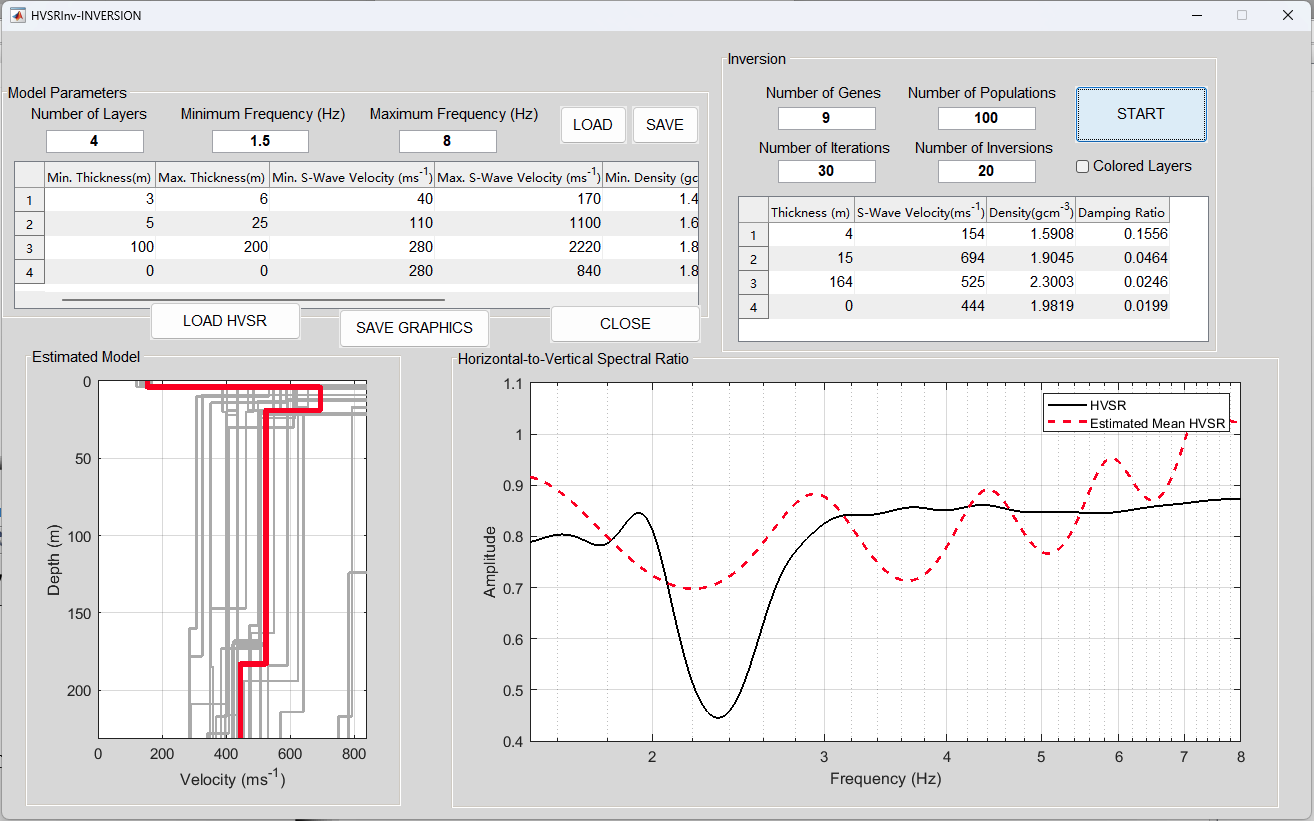 HVSRInv-INVERSION
Model Parameters
Number of Layers Minimum Frequency (Hz) Maximum Frequency (Hz)
4 1.5 8
LOAD SAVE
Min. Thickness(m) Max. Thickness(m) Min. S-Wave Velocity (ms-1) Max. S-Wave Velocity (ms-1) Min. Density (gc
1 3 6 40 170 1.4
2 5 25 110 1100 1.6
3 100 200 280 2220 1.8
4 0 0 280 840 1.8
LOAD HVSR SAVE GRAPHICS CLOSE
Inversion
Number of Genes Number of Populations
9 100
START
Number of Iterations Number of Inversions
30 20
Colored Layers
Thickness (m) S-Wave Velocity(ms-1) Density(gcm-3) Damping Ratio
1 4 154 1.5908 0.1556
2 15 694 1.9045 0.0464
3 164 525 2.3003 0.0246
4 0 444 1.9819 0.0199
Estimated Model
0
50
100
150
200
Depth (m)
0 200 400 600 800
Velocity (ms-1)
Horizontal-to-Vertical Spectral Ratio
1.1
1
0.9
0.8
0.7
0.6
0.5
0.4
Amplitude
HVSR
Estimated Mean HVSR
2 3 4 5 6 7 8
Frequency (Hz)